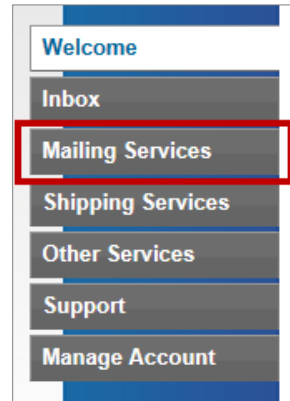 Welcome
Inbox
Mailing Services
Shipping Services
Other Services
Support
Manage Account